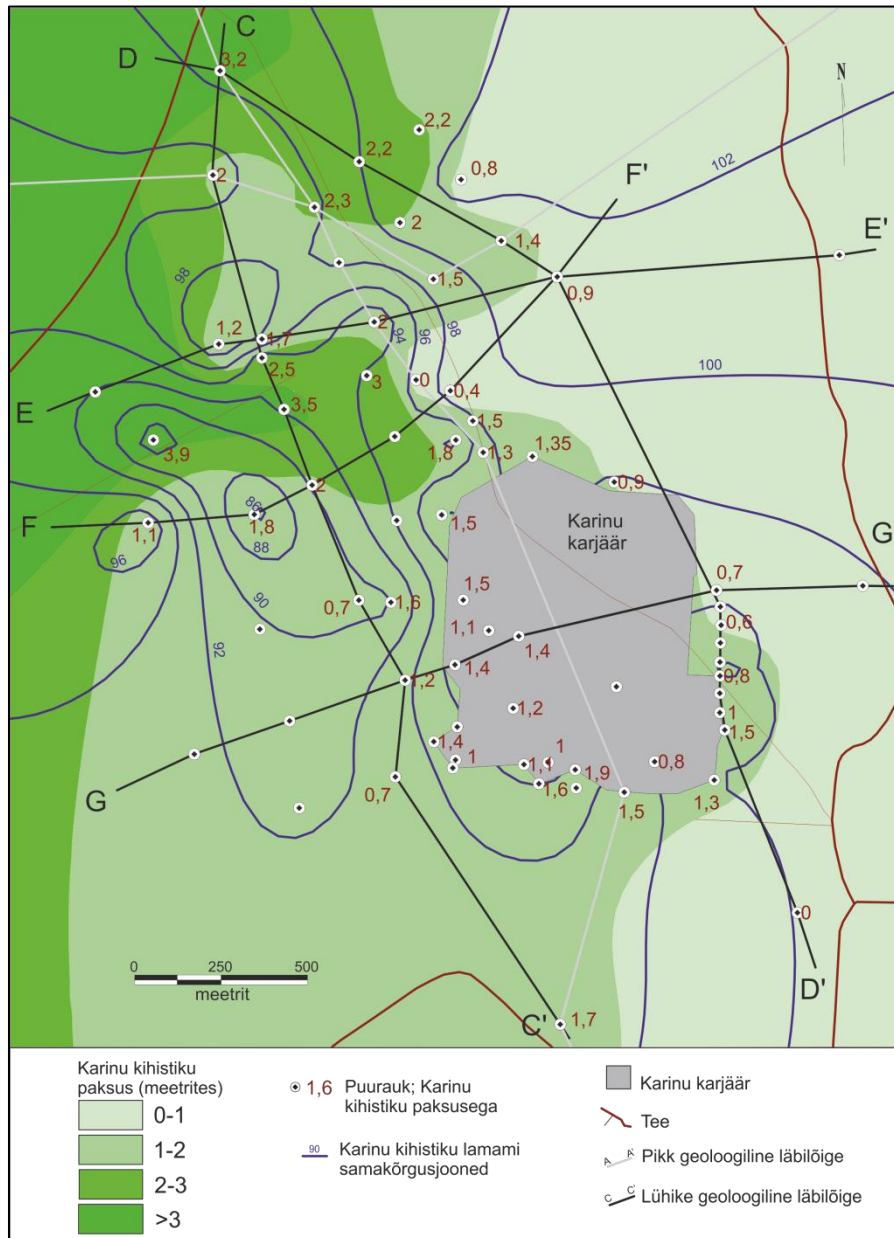 C
D
3,2
N
2,2
2,2
0,8
102
F'
2
2,3
2
1,4
E'
1,5
98
0,9
2
94
96
98
1,2
1,7
2,5
100
3
0
0,4
E
3,5
1,5
3,9
1,8
1,3
1,35
2
0,9
86
1,8
Karinu
karjäär
F
1,1
88
1,5
G'
96
90
0,7
1,6
1,5
0,7
1,1
0,6
1,4
92
1,4
1,2
0,8
1,2
1
1,4
1,5
1
1
1,1
0,8
G
0,7
1,9
1,6
1,5
1,3
0
0 250 500
meetrit
D'
C'
1,7
Karinu kihistiku
paksus (meetrites)
0-1
1-2
2-3
>3
1,6 Puurauk; Karinu
kihistiku paksusega
90 Karinu kihistiku lamami
samakõrgusjooned
Karinu karjäär
Tee
A A' Pikk geoloogiline läbilõige
C C' Lühike geoloogiline läbilõige